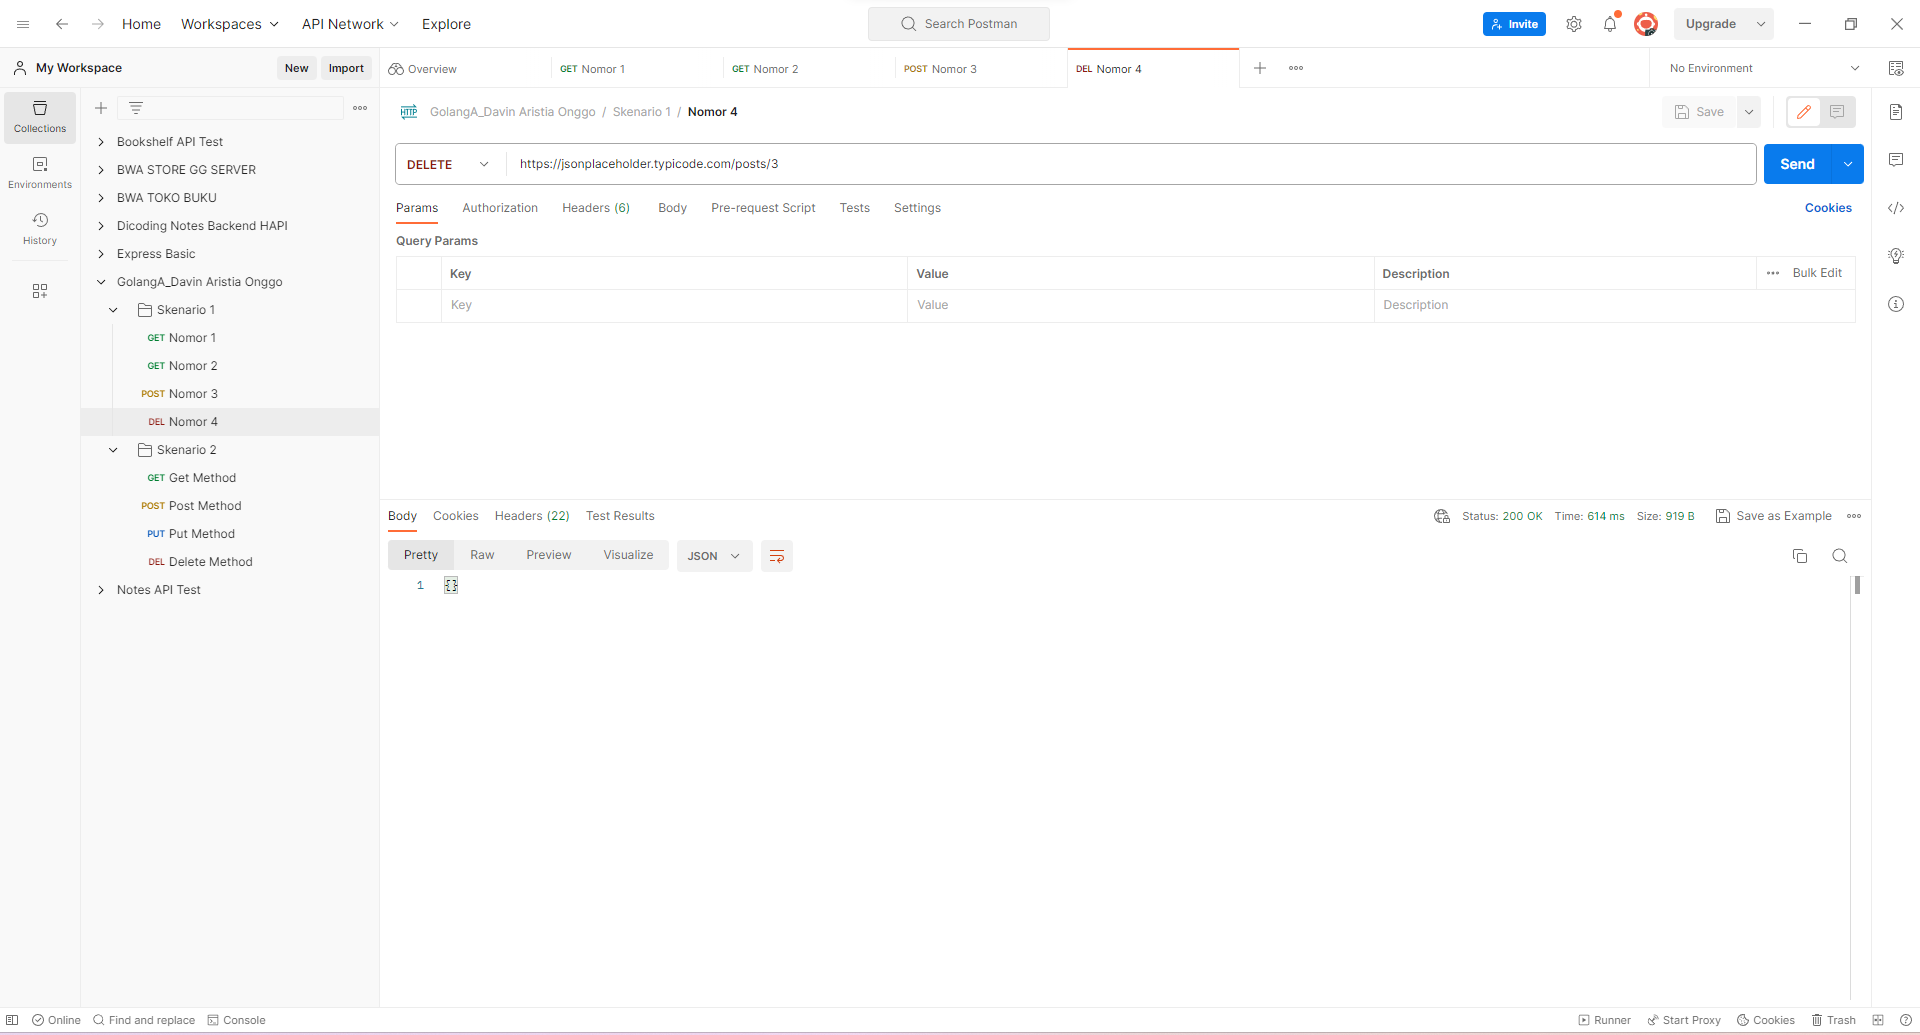 Home Workspaces API Network Explore Search Postman Invite Upgrade
My Workspace New Import Overview GET Nomor 1 GET Nomor 2 POST Nomor 3 DEL Nomor 4 No Environment
Collections
Environments
History
Bookshelf API Test
BWA STORE GG SERVER
BWA TOKO BUKU
Dicoding Notes Backend HAPI
Express Basic
GolangA_Davin Aristia Onggo
Skenario 1
GET Nomor 1
GET Nomor 2
POST Nomor 3
DEL Nomor 4
Skenario 2
GET Get Method
POST Post Method
PUT Put Method
DEL Delete Method
Notes API Test
HTTP GolangA_Davin Aristia Onggo / Skenario 1 / Nomor 4 Save
DELETE https://jsonplaceholder.typicode.com/posts/3 Send
Params Authorization Headers (6) Body Pre-request Script Tests Settings Cookies
Query Params
Key Value Description Bulk Edit
Key Value Description
Body Cookies Headers (22) Test Results Status: 200 OK Time: 614 ms Size: 919 B Save as Example
Pretty Raw Preview Visualize JSON
1 {}
Online Find and replace Console Runner Start Proxy Cookies Trash